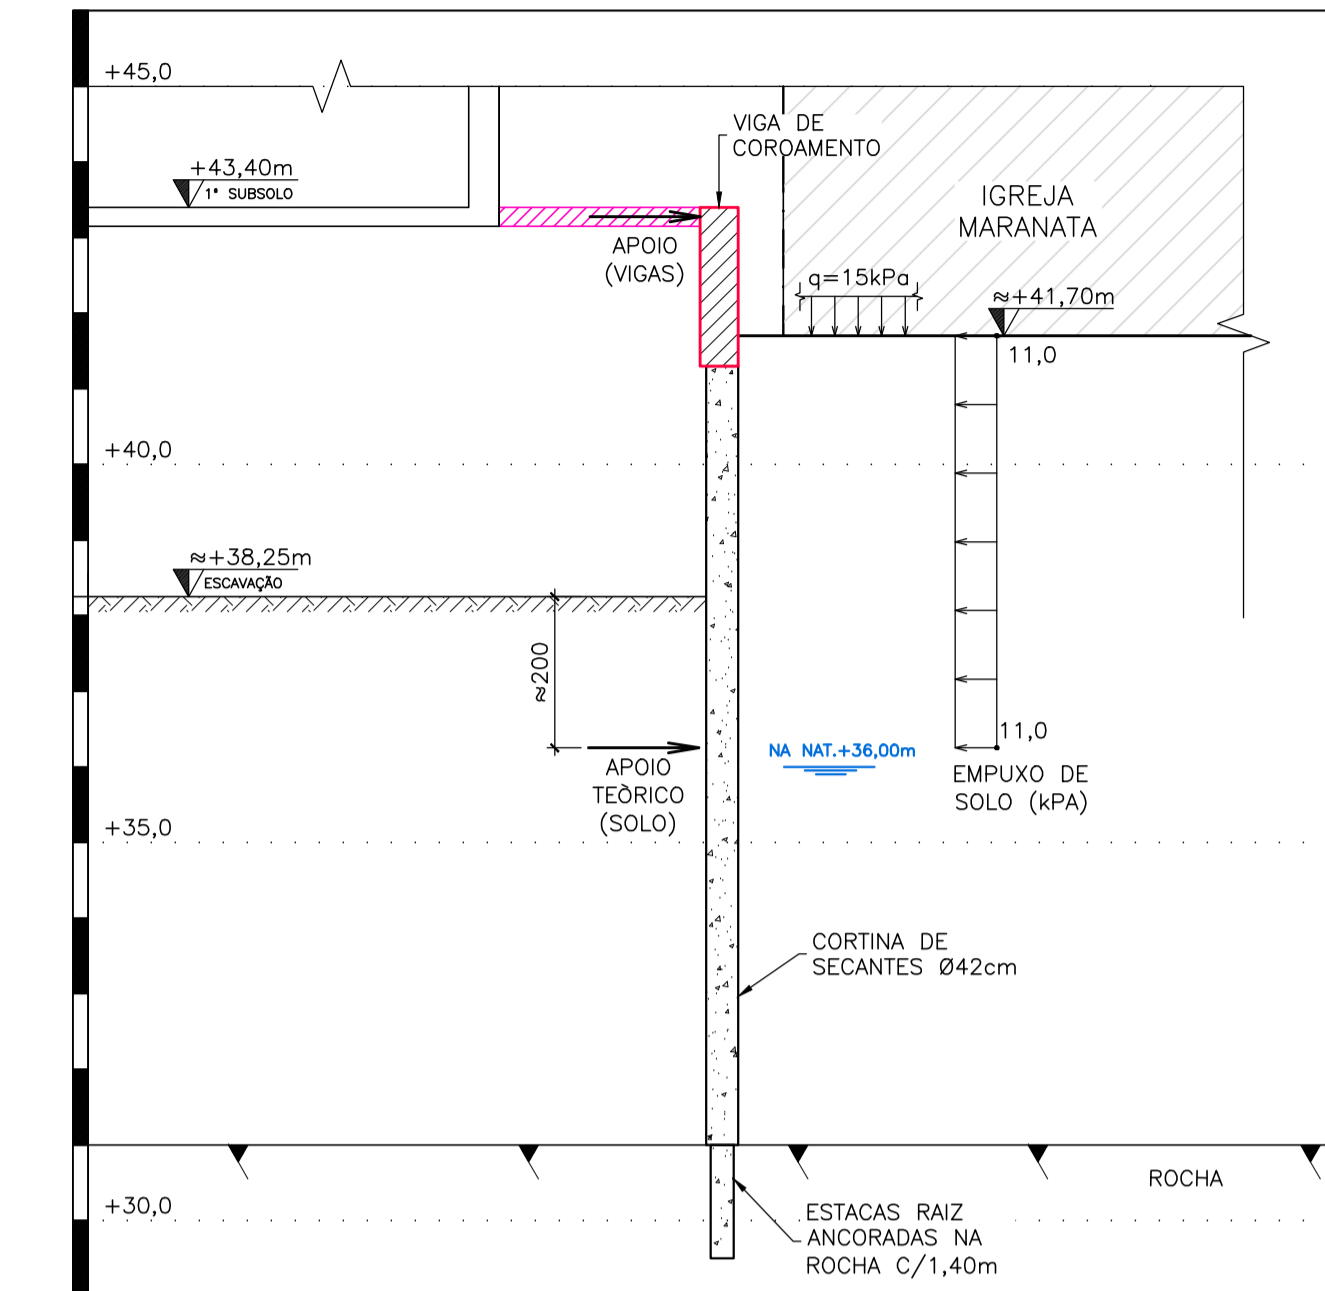 +45,0
VIGA DE
COROAMENTO
+43,40m
1° SUBSOLO
IGREJA
MARANATA
APOIO
(VIGAS)
q=15kPa
≈+41,70m
11,0
+40,0
≈+38,25m
ESCAVAÇÃO
≈200
11,0
NA NAT.+36,00m
APOIO
TEÒRICO
(SOLO)
EMPUXO DE
SOLO (kPA)
+35,0
CORTINA DE
SECANTES Ø42cm
ROCHA
+30,0
ESTACAS RAIZ
ANCORADAS NA
ROCHA C/1,40m